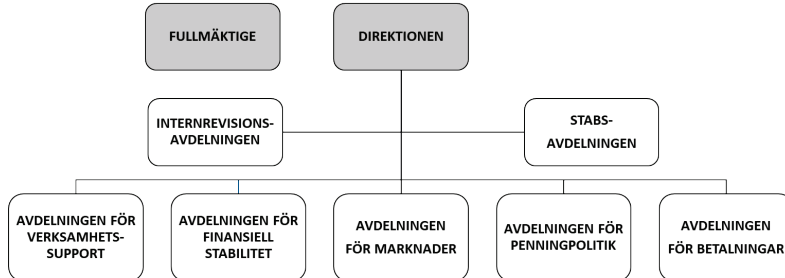 FULLMÄKTIGE
DIREKTIONEN
INTERNREVISIONS-
AVDELNINGEN
STABS-
AVDELNINGEN
AVDELNINGEN FÖR
VERKSAMHETS-
SUPPORT
AVDELNINGEN FÖR
FINANSIELL
STABILITET
AVDELNINGEN
FÖR MARKNADER
AVDELNINGEN FÖR
PENNINGPOLITIK
AVDELNINGEN
FÖR BETALNINGAR